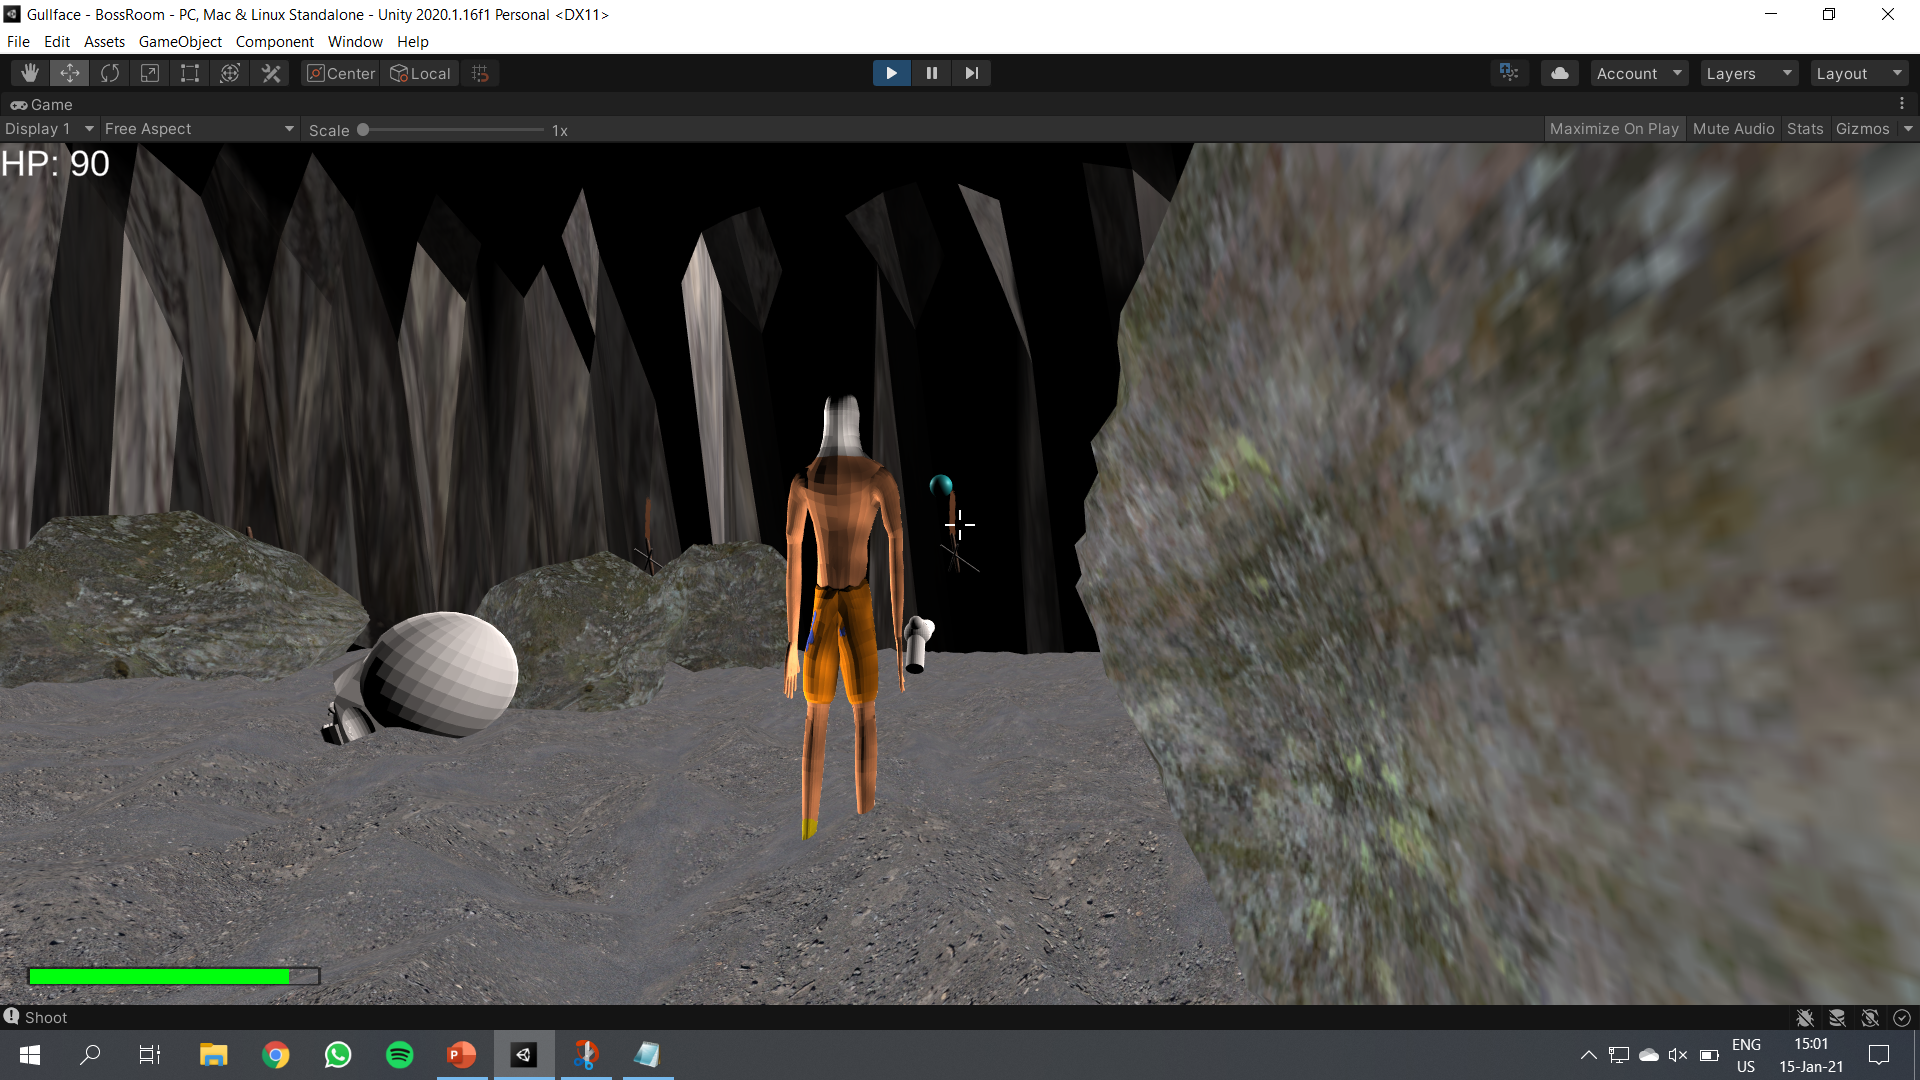 Gullface - BossRoom - PC, Mac & Linux Standalone - Unity 2020.1.16f1 Personal <DX11>
File Edit Assets GameObject Component Window Help
Center Local Account Layers Layout
Game
Display 1 Free Aspect Scale 1x Maximize On Play Mute Audio Stats Gizmos
HP: 90
Shoot
P
ENG 15:01
US 15-Jan-21